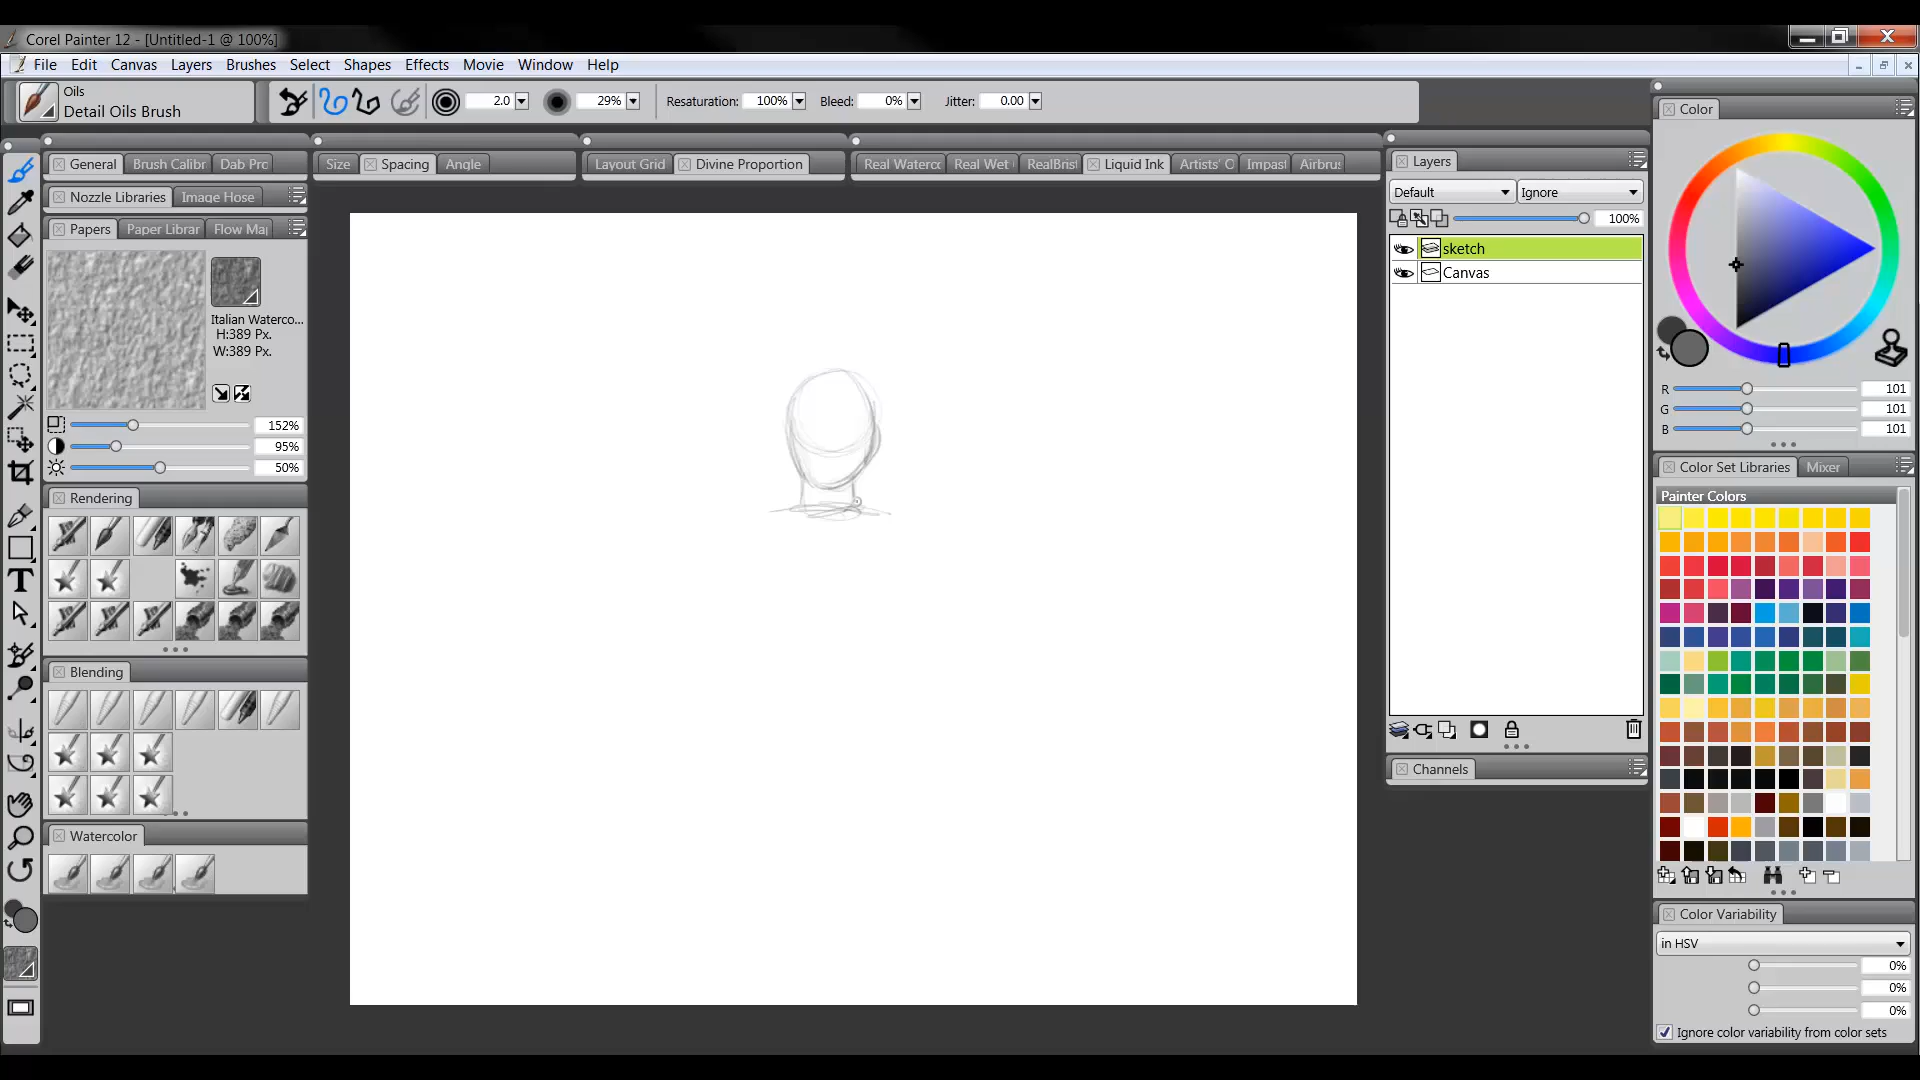 Corel Painter 12 - [Untitled-1 @ 100%]
File Edit Canvas Layers Brushes Select Shapes Effects Movie Window Help
Oils
Detail Oils Brush
2.0 29% Resaturation: 100% Bleed: 0% Jitter: 0.00
General Brush Calibr Dab Pro
Size Spacing Angle
Layout Grid Divine Proportion
Real Waterco Real Wet RealBrist Liquid Ink Artists' O Impast Airbrus
Nozzle Libraries Image Hose
Papers Paper Librar Flow Map
Italian Waterco...
H:389 Px.
W:389 Px.
152%
95%
50%
Rendering
Blending
Watercolor
Layers
Default Ignore
100%
sketch
Canvas
Channels
Color
R 101
G 101
B 101
Color Set Libraries Mixer
Painter Colors
Color Variability
in HSV
0%
0%
0%
Ignore color variability from color sets